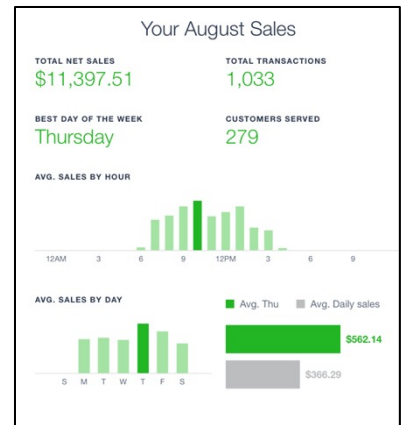 Your August Sales
TOTAL NET SALES
$11,397.51
TOTAL TRANSACTIONS
1,033
BEST DAY OF THE WEEK
Thursday
CUSTOMERS SERVED
279
AVG. SALES BY HOUR
12AM 3 6 9 12PM 3 6 9
AVG. SALES BY DAY
S M T W T F S
Avg. Thu Avg. Daily sales
$562.14
$366.29